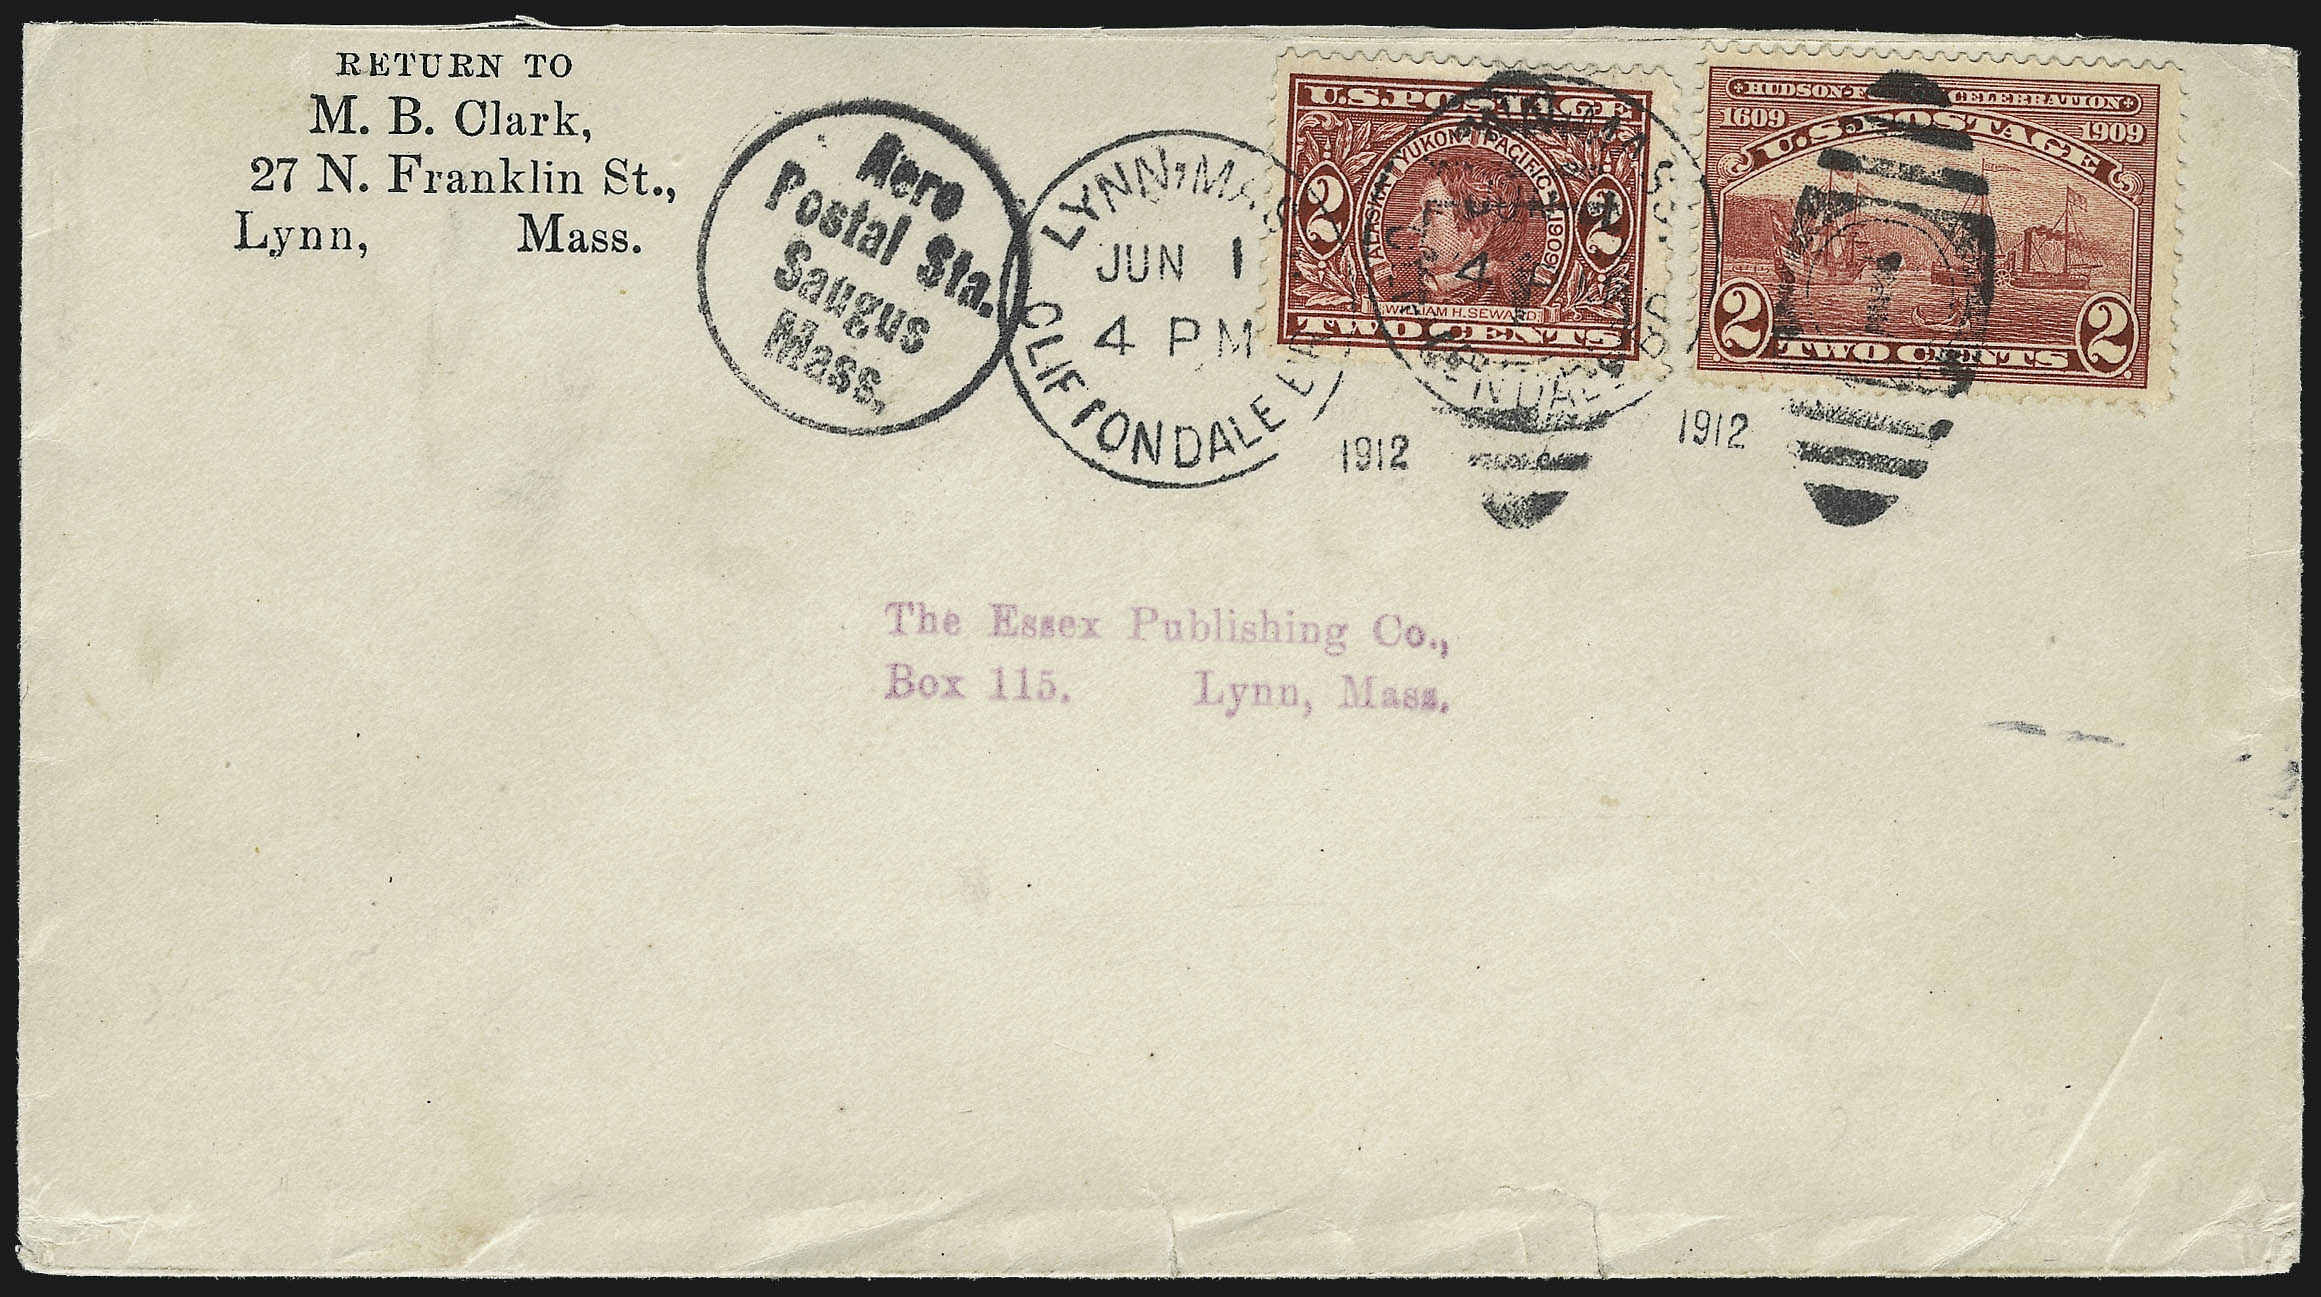 RETURN TO
M. B. Clark,
27 N. Franklin St.,
Lynn, Mass.
Aero
Postal Sta.
Saugus
Mass.
LYNN, MASS.
JUN 1
4 PM
CLIFTONDALE
1912
U.S. POSTAGE
ALASKA YUKON PACIFIC 1909
2 2
WILLIAM H. SEWARD
TWO CENTS
1912
HUDSON-F CELEBRATION
1609 1909
U.S. POSTAGE
2 2
TWO CENTS
The Essex Publishing Co.,
Box 115. Lynn, Mass.